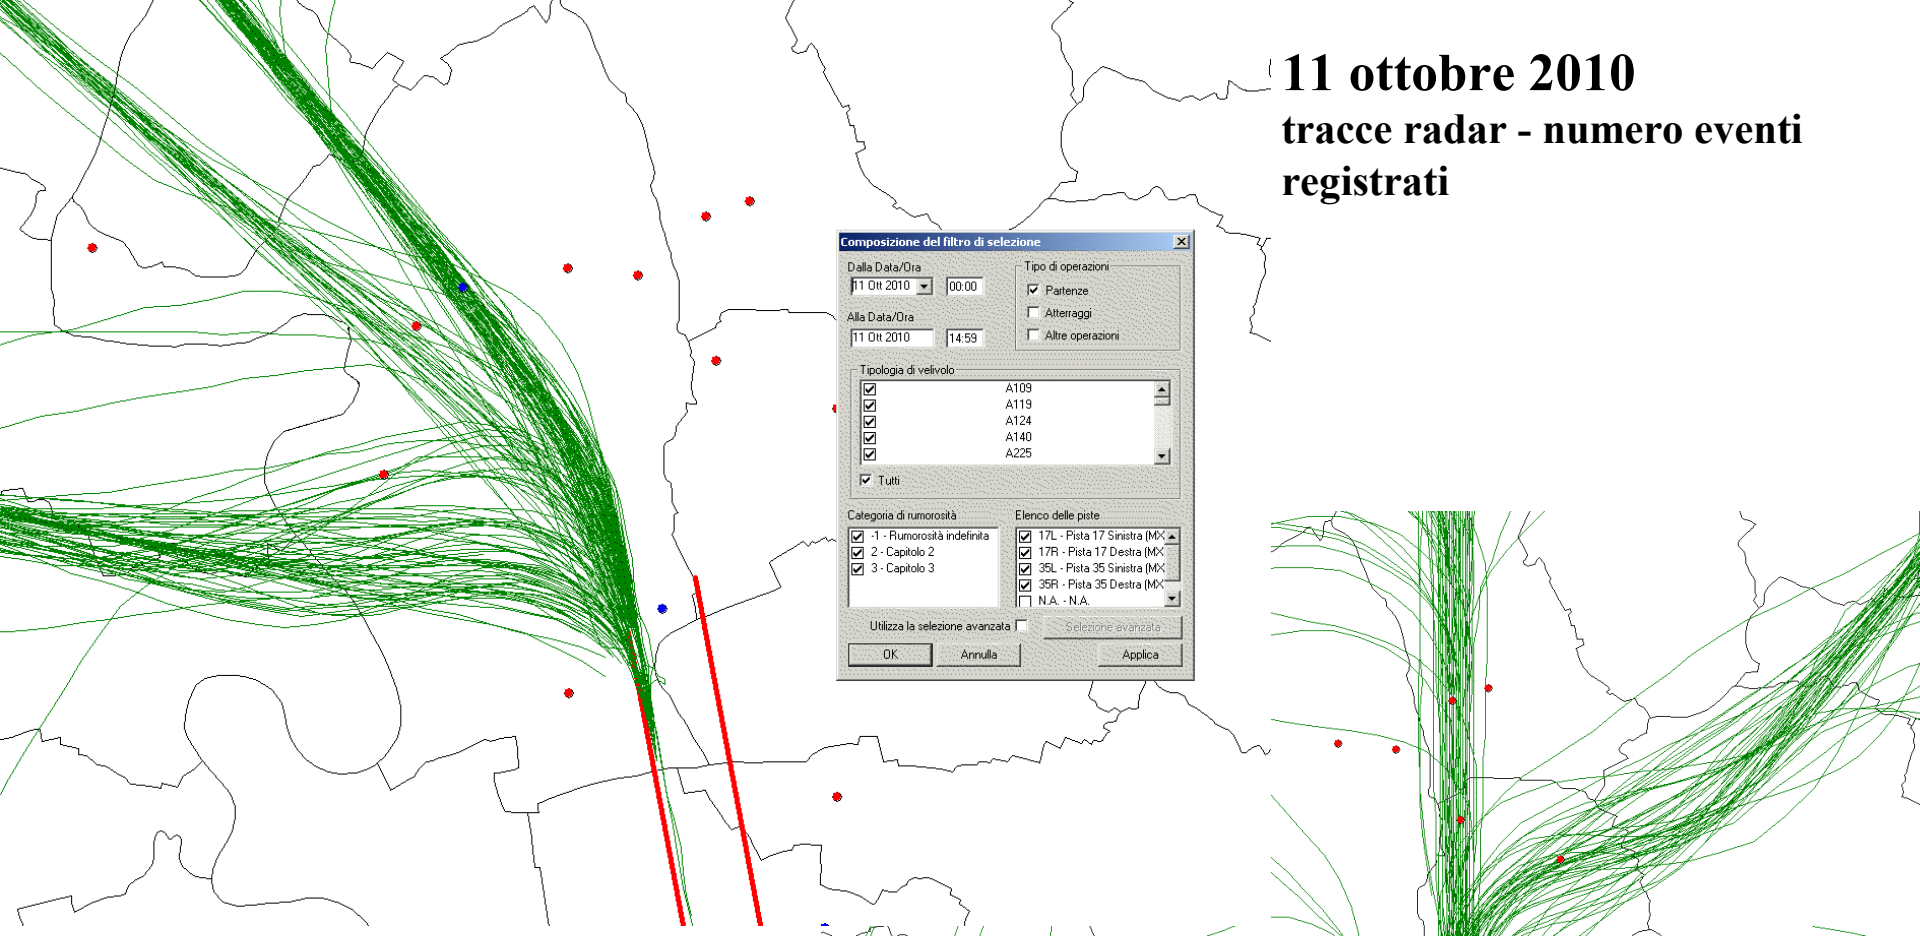 11 ottobre 2010
tracce radar - numero eventi
registrati
Composizione del filtro di selezione
Dalla Data/Ora
11 Ott 2010
00:00
Alla Data/Ora
11 Ott 2010
14:59
Tipo di operazioni
Partenze
Atterraggi
Altre operazioni
Tipologia di velivolo
A109
A119
A124
A140
A225
Tutti
Categoria di rumorosità
-1 - Rumorosità indefinita
2 - Capitolo 2
3 - Capitolo 3
Elenco delle piste
17L - Pista 17 Sinistra (MX
17R - Pista 17 Destra (MX
35L - Pista 35 Sinistra (MX
35R - Pista 35 Destra (MX
N.A. - N.A.
Utilizza la selezione avanzata
Selezione avanzata
OK
Annulla
Applica